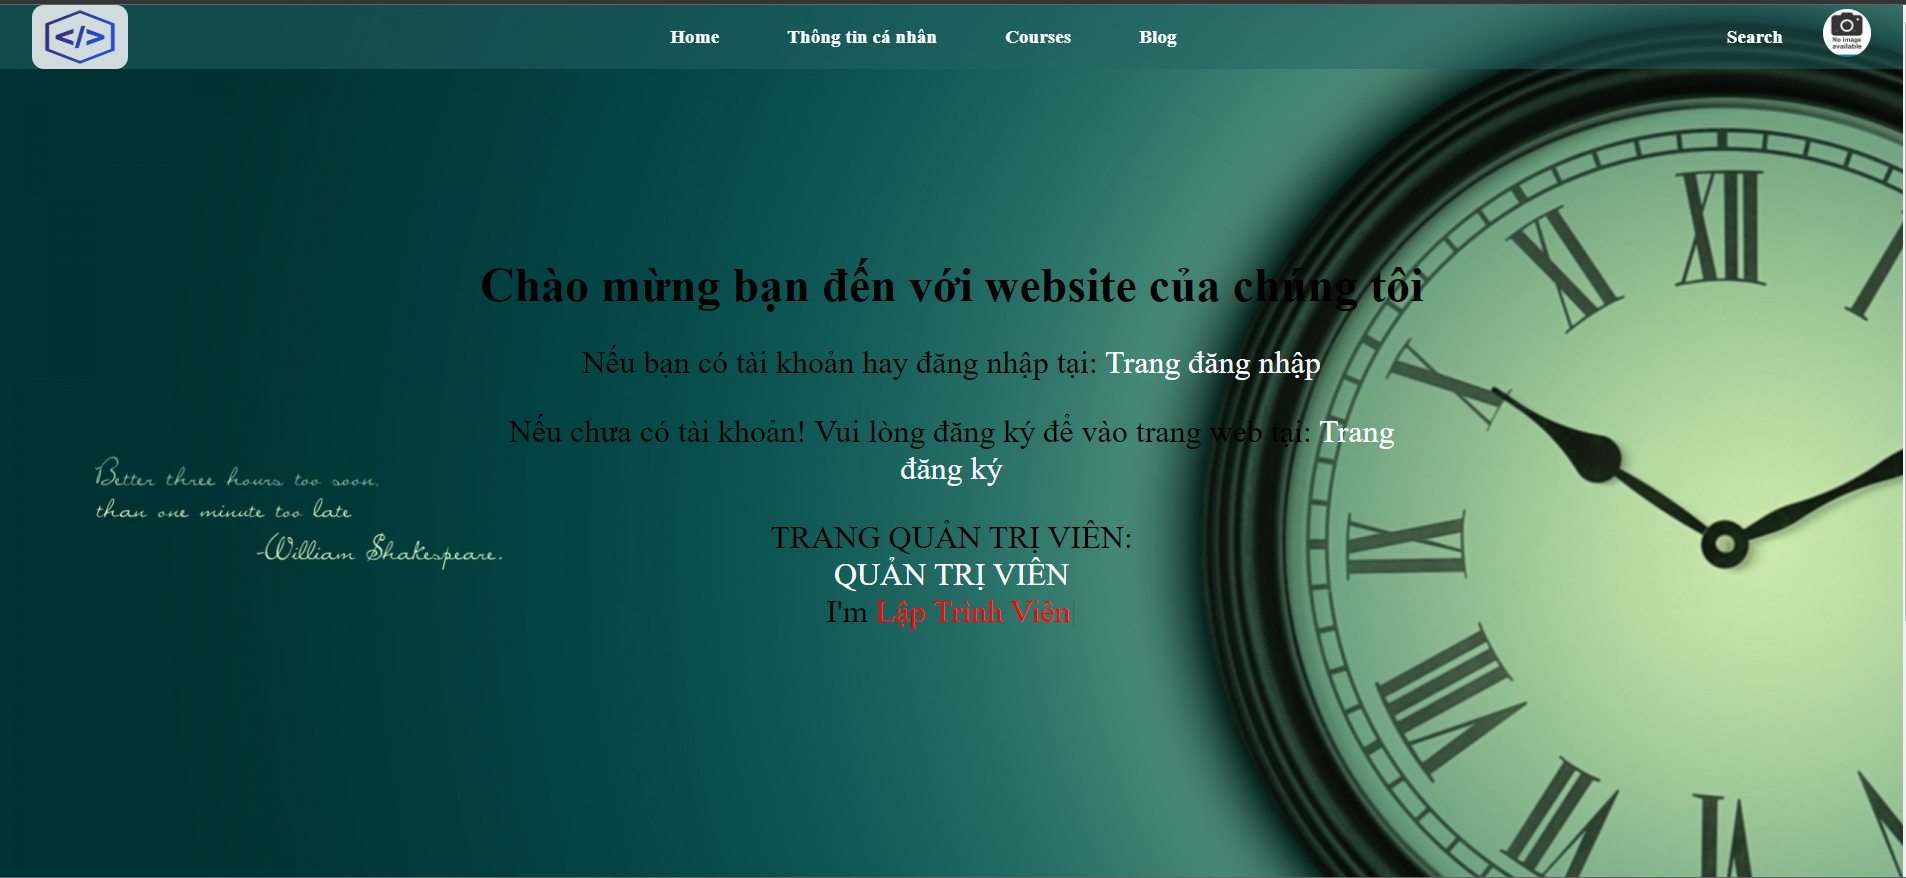 </>
Home
Thông tin cá nhân
Courses
Blog
Search
No image
available
XII
XI
X
IX
VIII
VII
VI
Chào mừng bạn đến với website của chúng tôi
Nếu bạn có tài khoản hay đăng nhập tại: Trang đăng nhập
Nếu chưa có tài khoản! Vui lòng đăng ký để vào trang web tại: Trang
đăng ký
Better three hours too soon.
than one minute too late
-William Shakespeare.
TRANG QUẢN TRỊ VIÊN:
QUẢN TRỊ VIÊN
I'm Lập Trình Viên